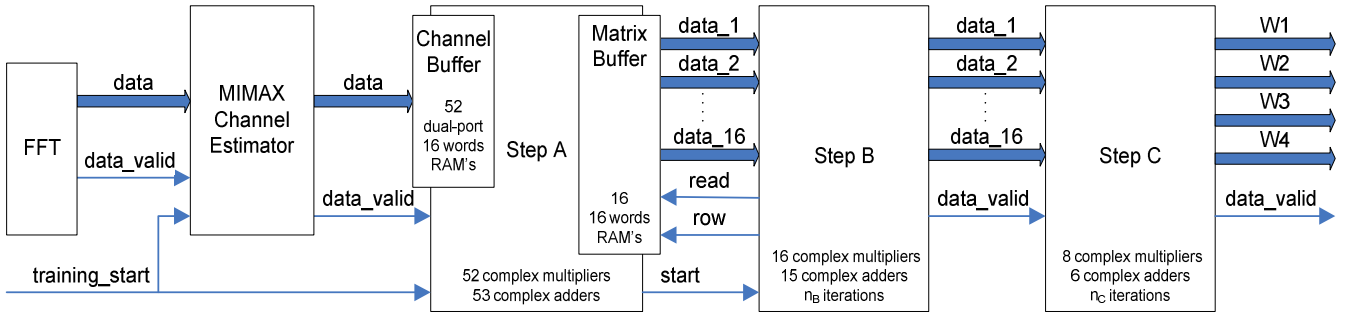 FFT
data
data_valid
training_start
MIMAX
Channel
Estimator
data
data_valid
Channel
Buffer
52
dual-port
16 words
RAM's
Step A
52 complex multipliers
53 complex adders
Matrix
Buffer
16
16 words
RAM's
data_1
data_2
data_16
read
row
start
Step B
16 complex multipliers
15 complex adders
nB iterations
data_1
data_2
data_16
data_valid
Step C
8 complex multipliers
6 complex adders
nC iterations
W1
W2
W3
W4
data_valid